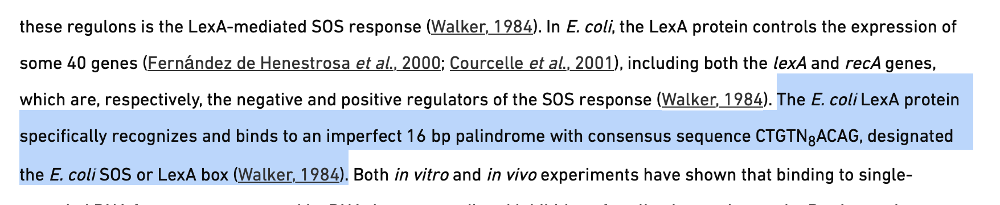 these regulons is the LexA-mediated SOS response (Walker, 1984). In E. coli, the LexA protein controls the expression of
some 40 genes (Fernández de Henestrosa et al., 2000; Courcelle et al., 2001), including both the lexA and recA genes,
which are, respectively, the negative and positive regulators of the SOS response (Walker, 1984). The E. coli LexA protein
specifically recognizes and binds to an imperfect 16 bp palindrome with consensus sequence CTGTN₈ACAG, designated
the E. coli SOS or LexA box (Walker, 1984). Both in vitro and in vivo experiments have shown that binding to single-